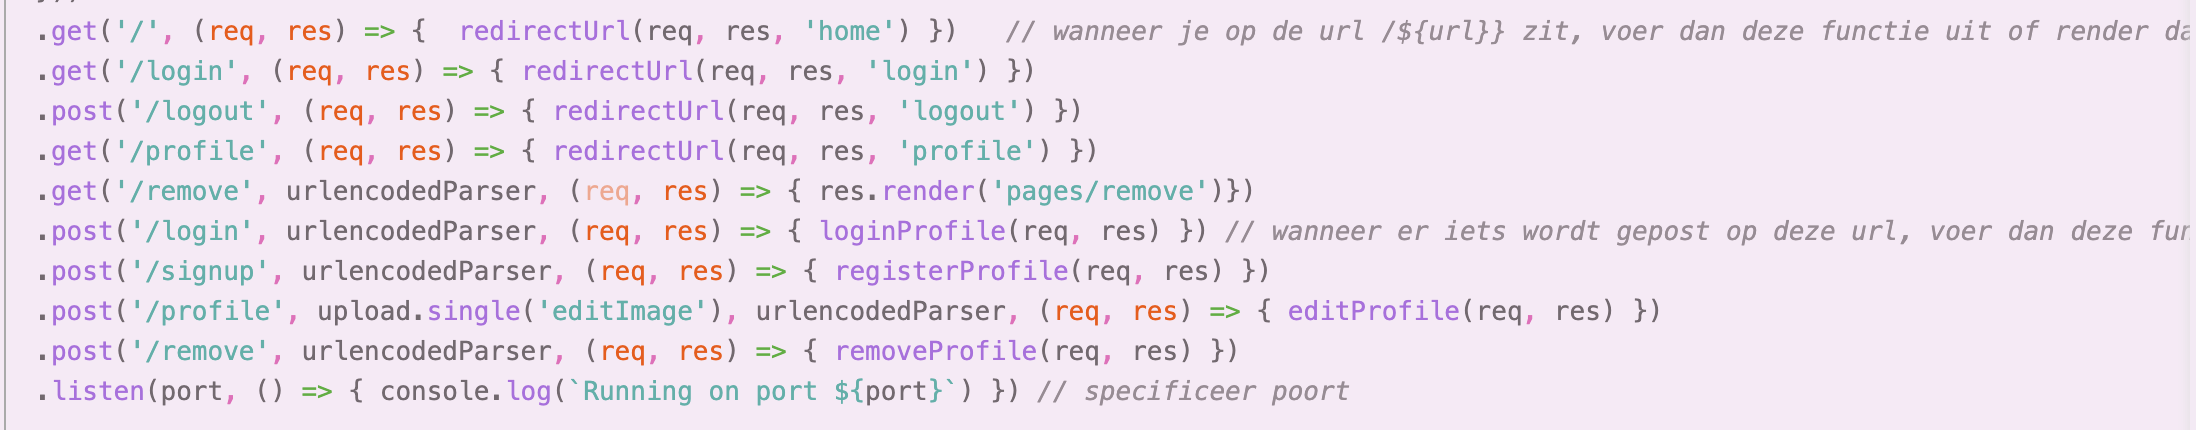 .get('/', (req, res) => {  redirectUrl(req, res, 'home') })   // wanneer je op de url /${url}} zit, voer dan deze functie uit of render
.get('/login', (req, res) => { redirectUrl(req, res, 'login') })
.post('/logout', (req, res) => { redirectUrl(req, res, 'logout') })
.get('/profile', (req, res) => { redirectUrl(req, res, 'profile') })
.get('/remove', urlencodedParser, (req, res) => { res.render('pages/remove')})
.post('/login', urlencodedParser, (req, res) => { loginProfile(req, res) }) // wanneer er iets wordt gepost op deze url, voer dan deze
.post('/signup', urlencodedParser, (req, res) => { registerProfile(req, res) })
.post('/profile', upload.single('editImage'), urlencodedParser, (req, res) => { editProfile(req, res) })
.post('/remove', urlencodedParser, (req, res) => { removeProfile(req, res) })
.listen(port, () => { console.log(`Running on port ${port}`) }) // specificeer poort